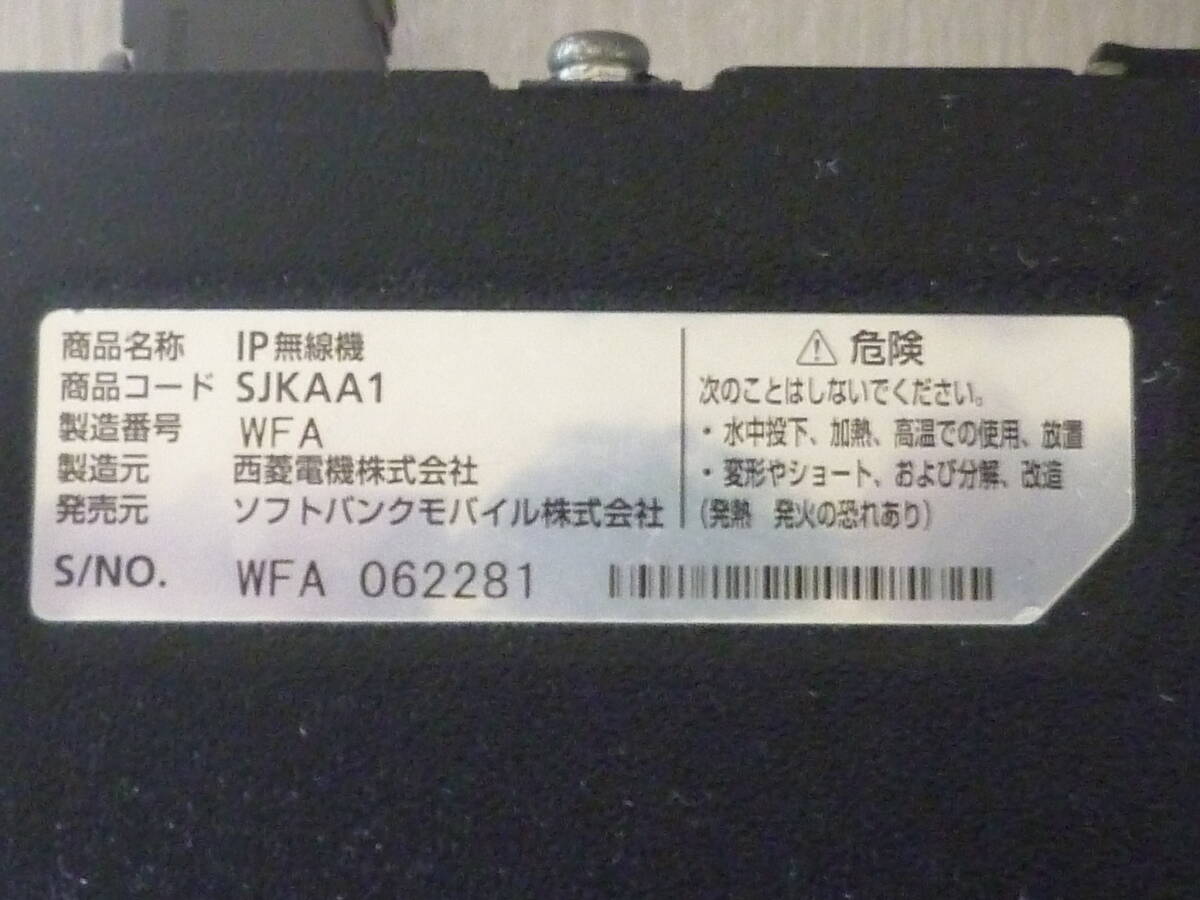 商品名称 IP無線機
商品コード SJKAA1
製造番号 WFA
製造元 西菱電機株式会社
発売元 ソフトバンクモバイル株式会社
S/NO. WFA 062281
⚠ 危険
次のことはしないでください。
・水中投下、加熱、高温での使用、放置
・変形やショート、および分解、改造
(発熱 発火の恐れあり)